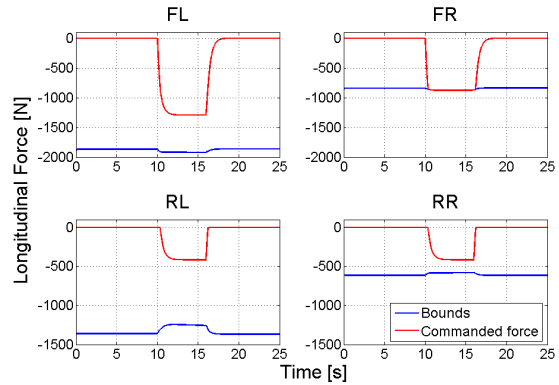 FL FR
0 0
-500 -500
-1000 -1000
-1500 -1500
-2000 -2000
0 5 10 15 20 25 0 5 10 15 20 25
Longitudinal Force [N]
RL RR
0 0
-500 -500
-1000 -1000
-1500 -1500
Bounds
Commanded force
0 5 10 15 20 25 0 5 10 15 20 25
Time [s]